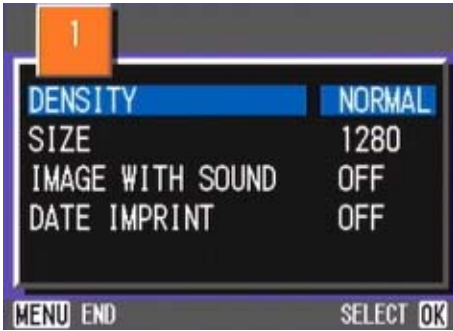 1
DENSITY NORMAL
SIZE 1280
IMAGE WITH SOUND OFF
DATE IMPRINT OFF
MENU END SELECT OK